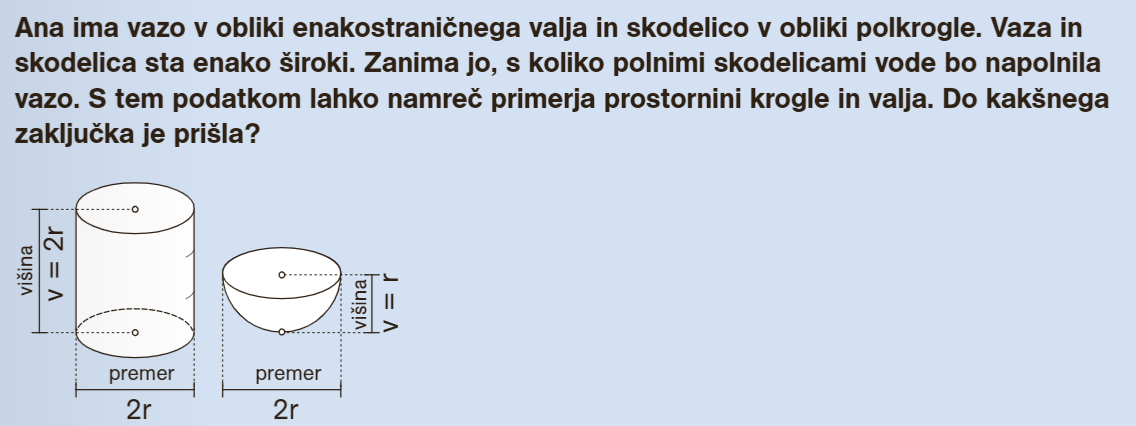 Ana ima vazo v obliki enakostraničnega valja in skodelico v obliki polkrogle. Vaza in
skodelica sta enako široki. Zanima jo, s koliko polnimi skodelicami vode bo napolnila
vazo. S tem podatkom lahko namreč primerja prostornini krogle in valja. Do kakšnega
zaključka je prišla?
višina
v = 2r
višina
v = r
premer
premer
2r
2r